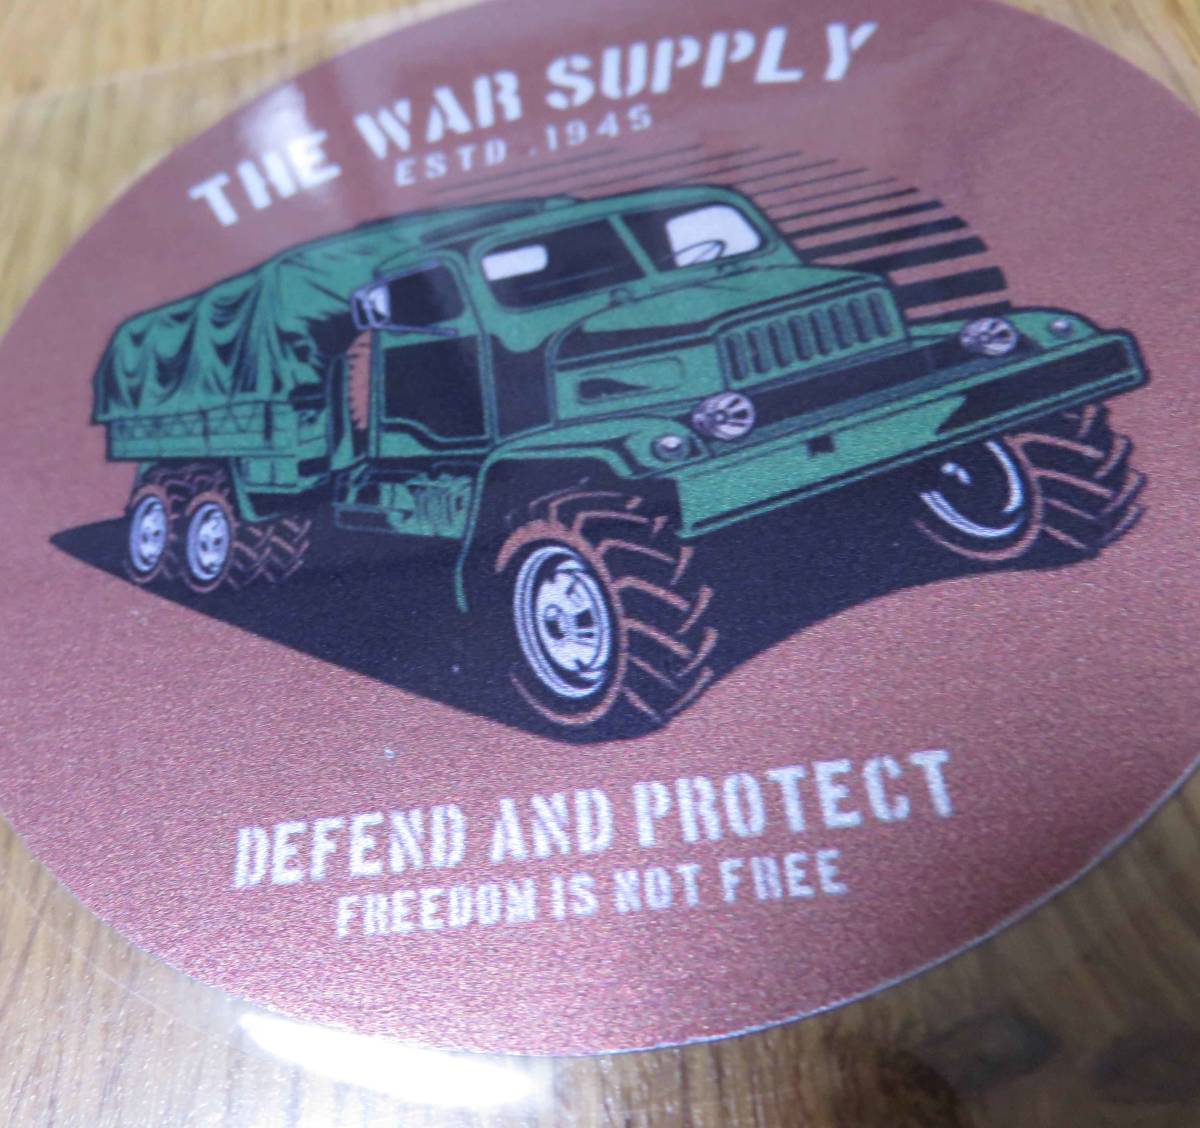 THE WAR SUPPLY
ESTD .1945
DEFEND AND PROTECT
FREEDOM IS NOT FREE